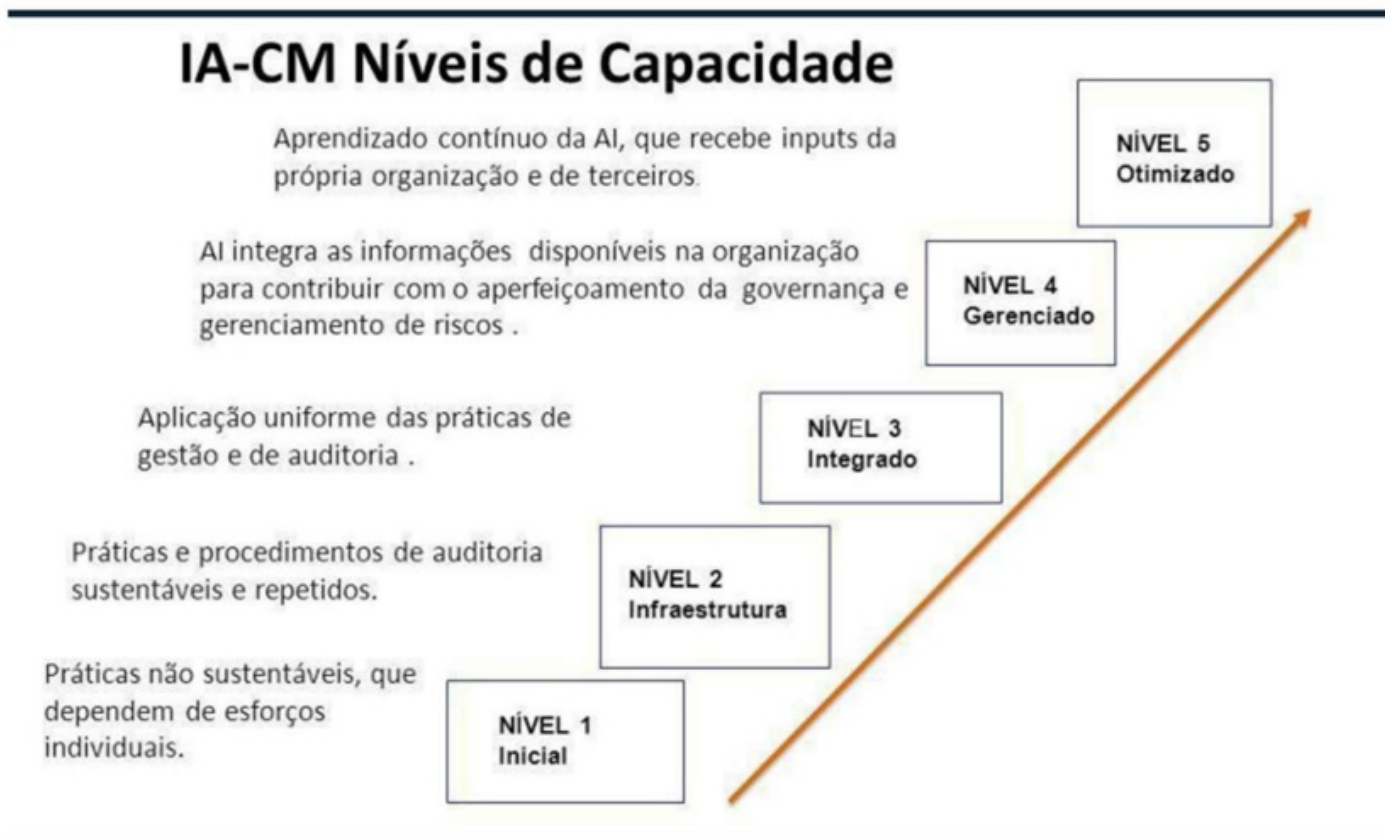 IA-CM Níveis de Capacidade
Aprendizado contínuo da AI, que recebe inputs da
própria organização e de terceiros.
NÍVEL 5
Otimizado
AI integra as informações disponíveis na organização
para contribuir com o aperfeiçoamento da governança e
gerenciamento de riscos .
NÍVEL 4
Gerenciado
Aplicação uniforme das práticas de
gestão e de auditoria .
NÍVEL 3
Integrado
Práticas e procedimentos de auditoria
sustentáveis e repetidos.
NÍVEL 2
Infraestrutura
Práticas não sustentáveis, que
dependem de esforços
individuais.
NÍVEL 1
Inicial